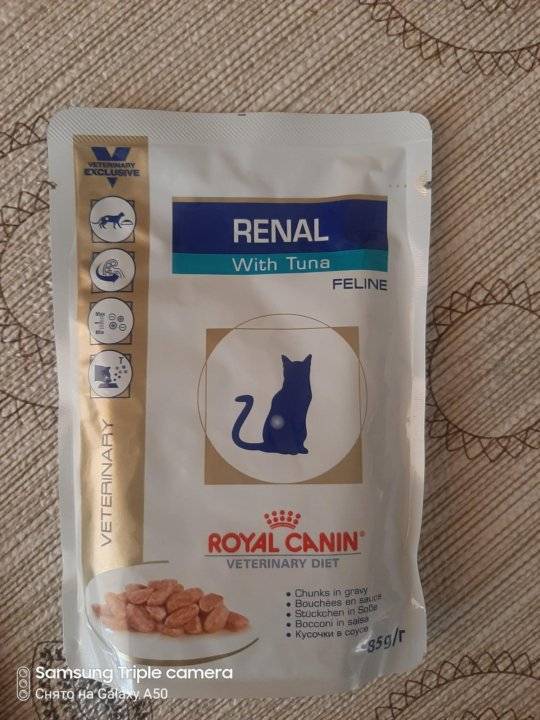 VETERINARY
EXCLUSIVE
RENAL
With Tuna
FELINE
VETERINARY
ROYAL CANIN
VETERINARY DIET
• Chunks in gravy
• Bouchées en sauce
• Stückchen in Soße
• Bocconi in salsa
• Кусочки в соусе
85g/г
Samsung Triple camera
Снято на Galaxy A50